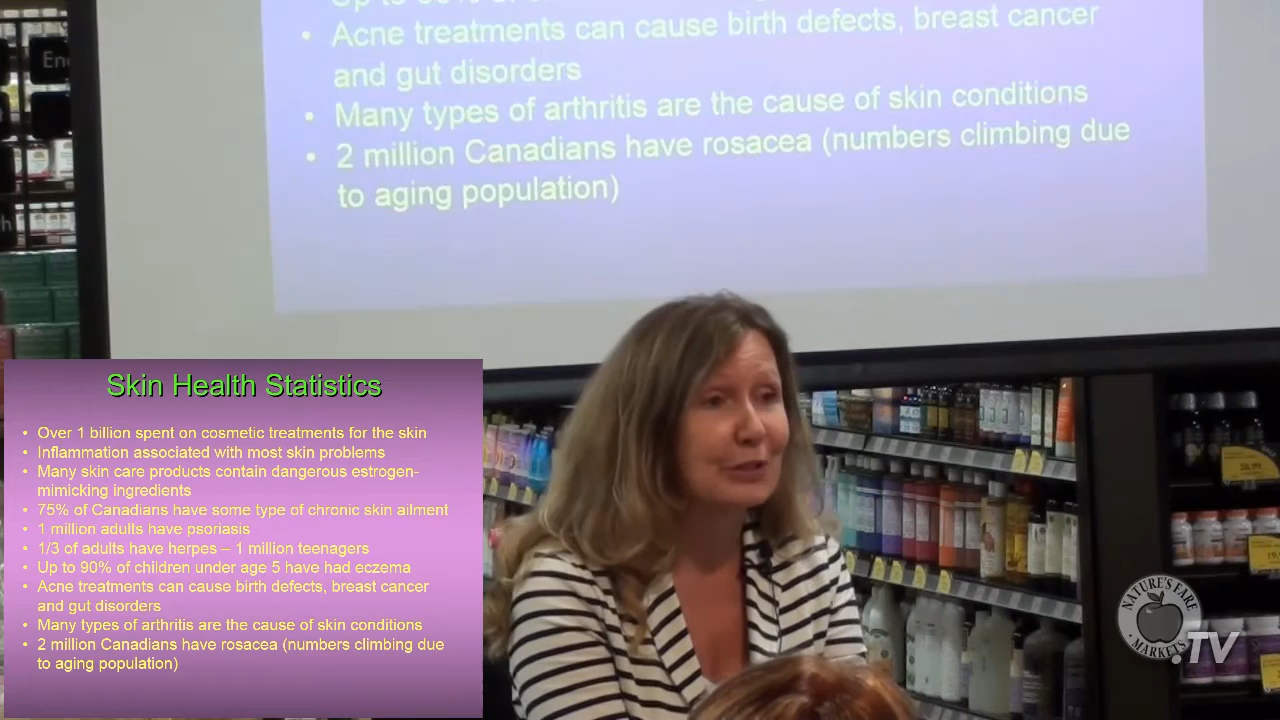 Acne treatments can cause birth defects, breast cancer
and gut disorders
Many types of arthritis are the cause of skin conditions
2 million Canadians have rosacea (numbers climbing due
to aging population)
Skin Health Statistics
Over 1 billion spent on cosmetic treatments for the skin
Inflammation associated with most skin problems
Many skin care products contain dangerous estrogen-
mimicking ingredients
75% of Canadians have some type of chronic skin ailment
1 million adults have psoriasis
1/3 of adults have herpes – 1 million teenagers
Up to 90% of children under age 5 have had eczema
Acne treatments can cause birth defects, breast cancer
and gut disorders
Many types of arthritis are the cause of skin conditions
2 million Canadians have rosacea (numbers climbing due
to aging population)
NATURE'S FARE
MARKETS
.TV